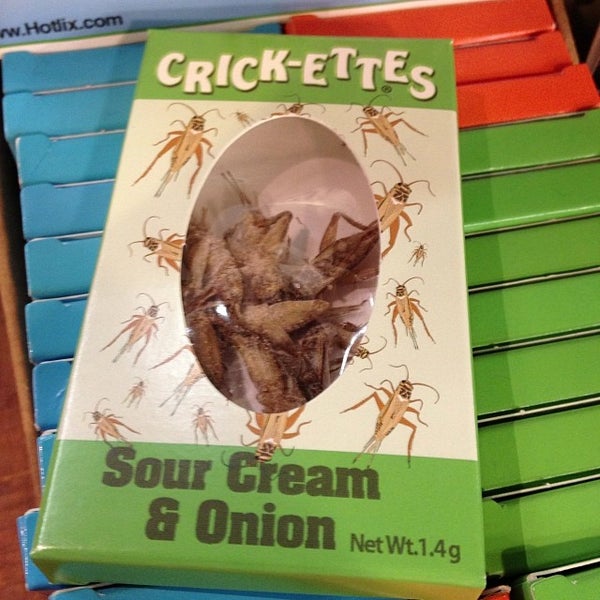 www.Hotlix.com
CRICK-ETTES®
Sour Cream
& Onion
Net Wt. 1.4g